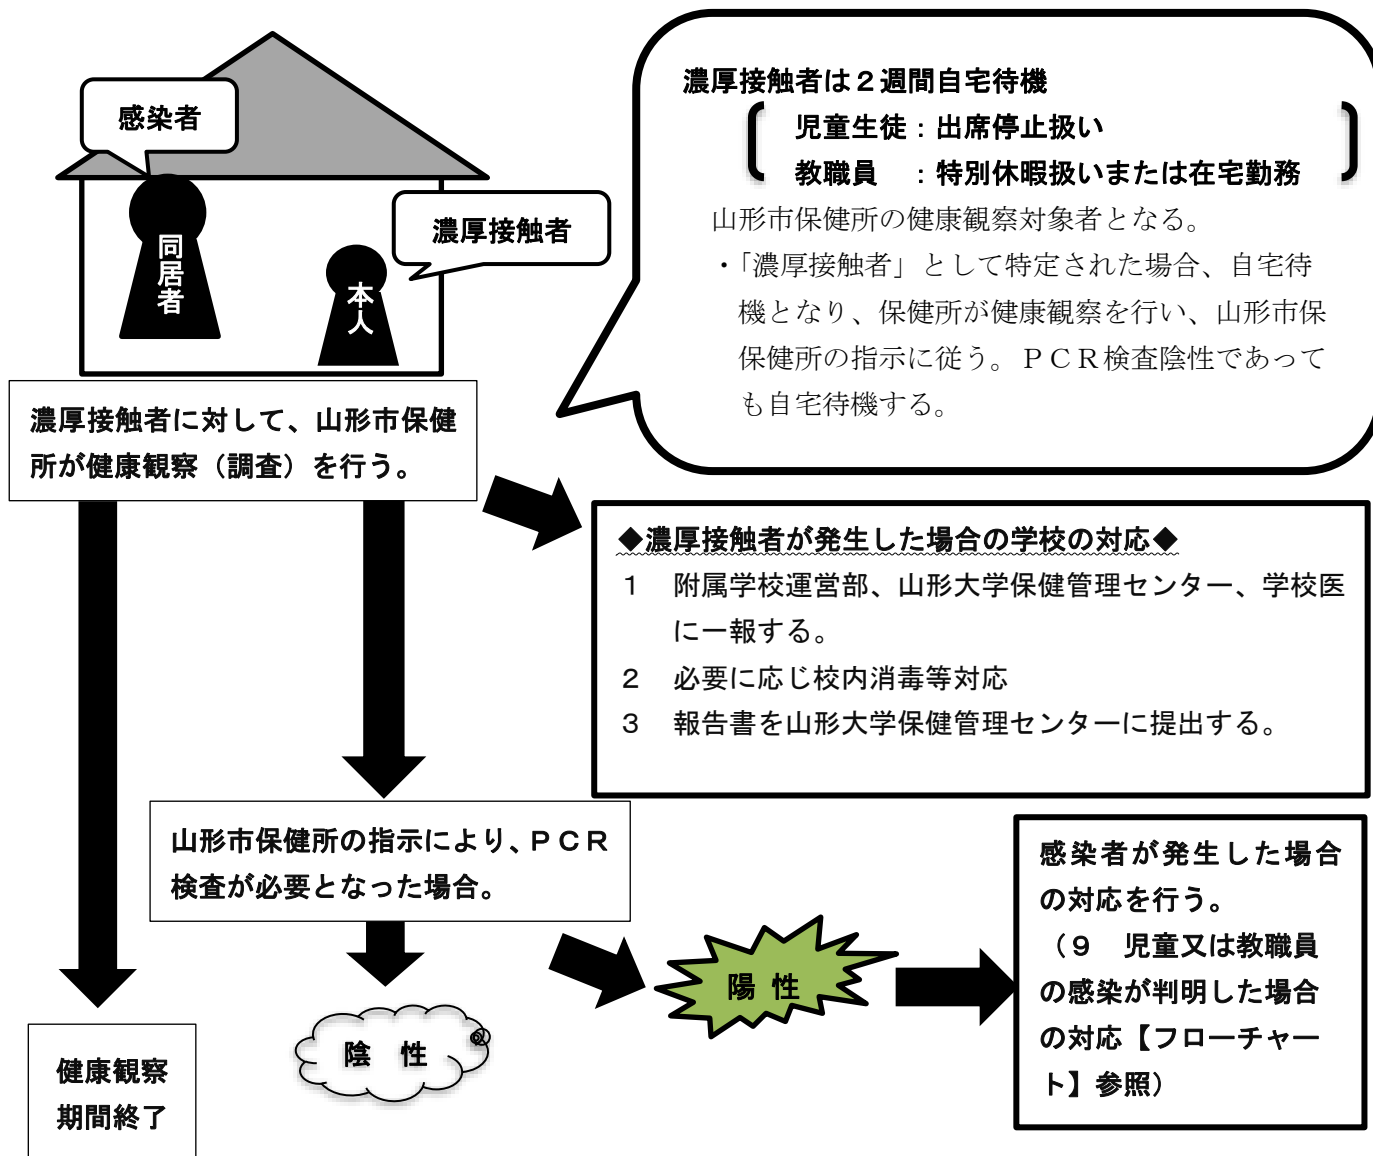 感染者
同居者
濃厚接触者
本人
濃厚接触者は２週間自宅待機
児童生徒：出席停止扱い
教職員　：特別休暇扱いまたは在宅勤務
山形市保健所の健康観察対象者となる。
・「濃厚接触者」として特定された場合、自宅待
機となり、保健所が健康観察を行い、山形市保
保健所の指示に従う。ＰＣＲ検査陰性であって
も自宅待機する。
濃厚接触者に対して、山形市保健
所が健康観察（調査）を行う。
◆濃厚接触者が発生した場合の学校の対応◆
１　附属学校運営部、山形大学保健管理センター、学校医
に一報する。
２　必要に応じ校内消毒等対応
３　報告書を山形大学保健管理センターに提出する。
山形市保健所の指示により、ＰＣＲ
検査が必要となった場合。
陽 性
感染者が発生した場合
の対応を行う。
（９　児童又は教職員
の感染が判明した場合
の対応【フローチャー
ト】参照）
陰 性
健康観察
期間終了